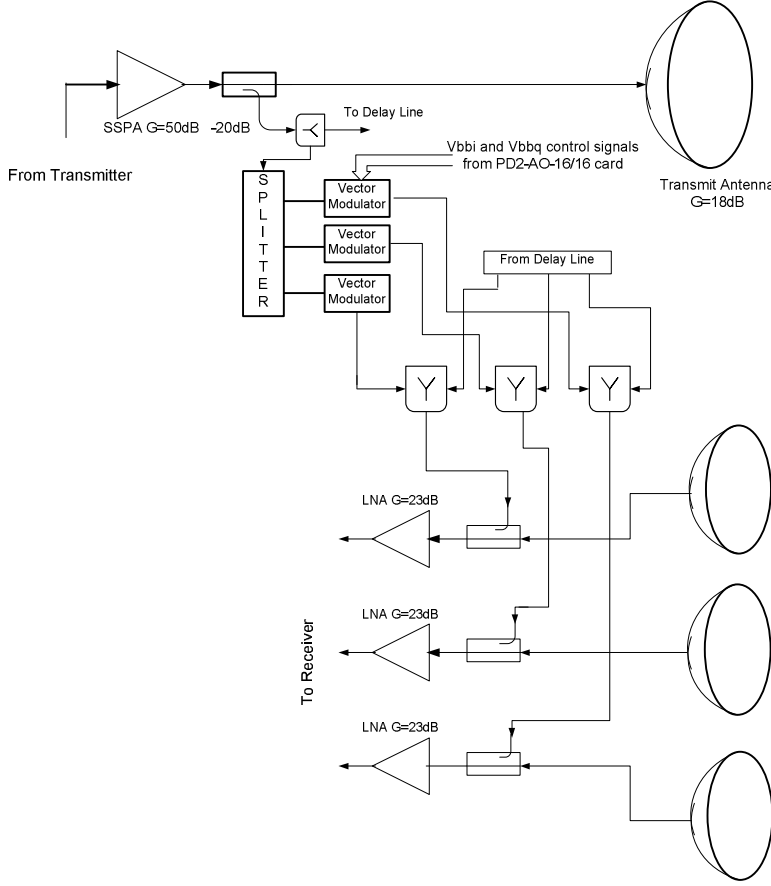 To Delay Line
SSPA G=50dB -20dB
From Transmitter
Vbbi and Vbbq control signals
from PD2-AO-16/16 card
Transmit Antenna
G=18dB
SPLITTER
Vector
Modulator
Vector
Modulator
Vector
Modulator
From Delay Line
LNA G=23dB
LNA G=23dB
LNA G=23dB
To Receiver